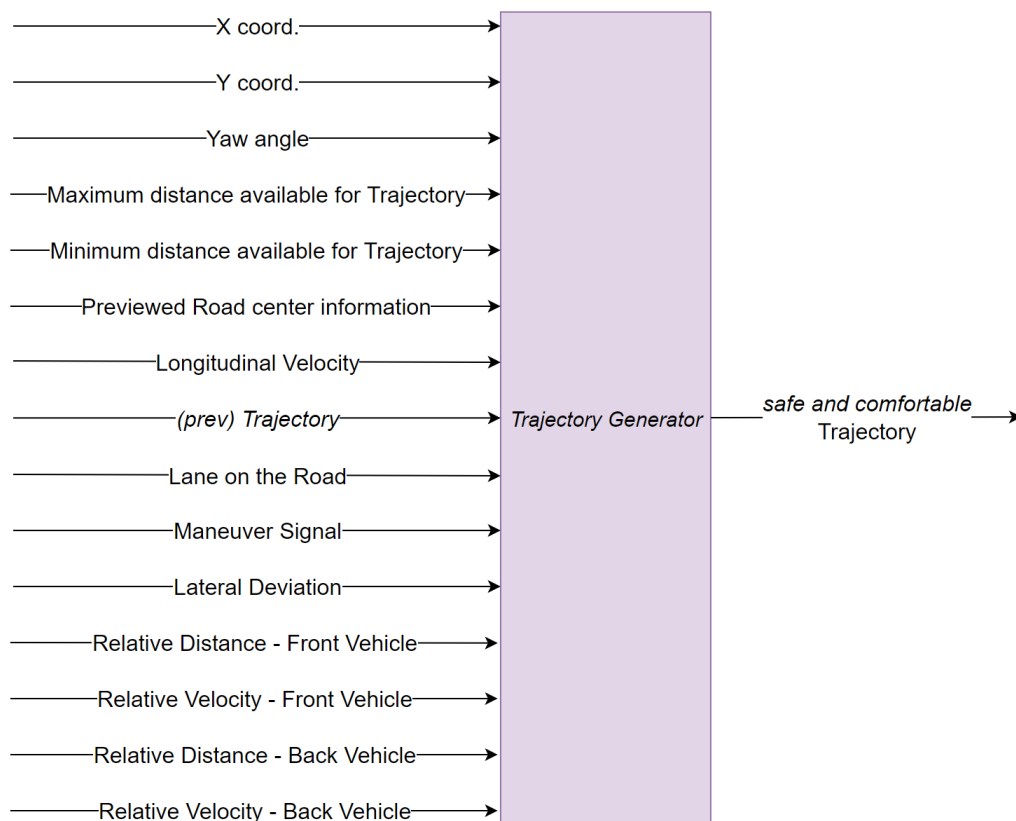 X coord.
Y coord.
Yaw angle
Maximum distance available for Trajectory
Minimum distance available for Trajectory
Previewed Road center information
Longitudinal Velocity
(prev) Trajectory
Trajectory Generator
safe and comfortable
Trajectory
Lane on the Road
Maneuver Signal
Lateral Deviation
Relative Distance - Front Vehicle
Relative Velocity - Front Vehicle
Relative Distance - Back Vehicle
Relative Velocity - Back Vehicle